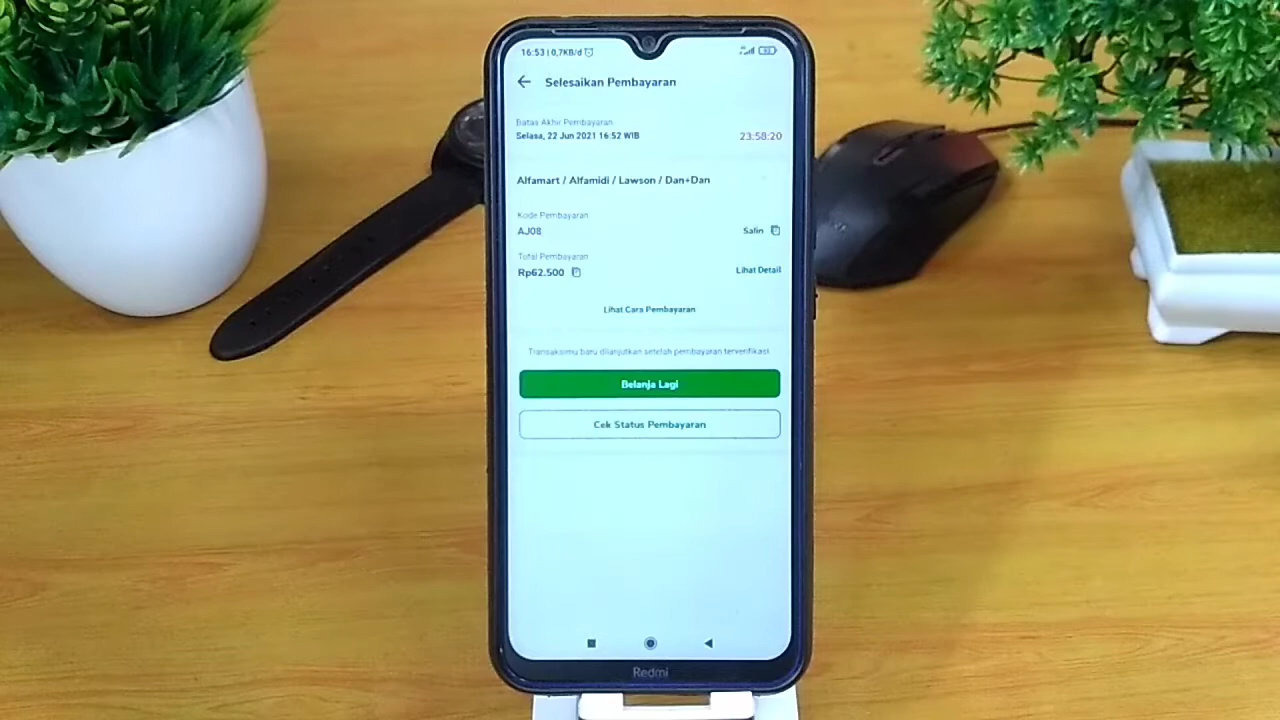 16:53 | 0,7KB/d
Selesaikan Pembayaran
Batas Akhir Pembayaran
Selasa, 22 Jun 2021 16:52 WIB
23:58:20
Alfamart / Alfamidi / Lawson / Dan+Dan
Kode Pembayaran
AJ08
Salin
Total Pembayaran
Rp62.500
Lihat Detail
Lihat Cara Pembayaran
Transaksimu baru dilanjutkan setelah pembayaran terverifikasi
Belanja Lagi
Cek Status Pembayaran
Redmi